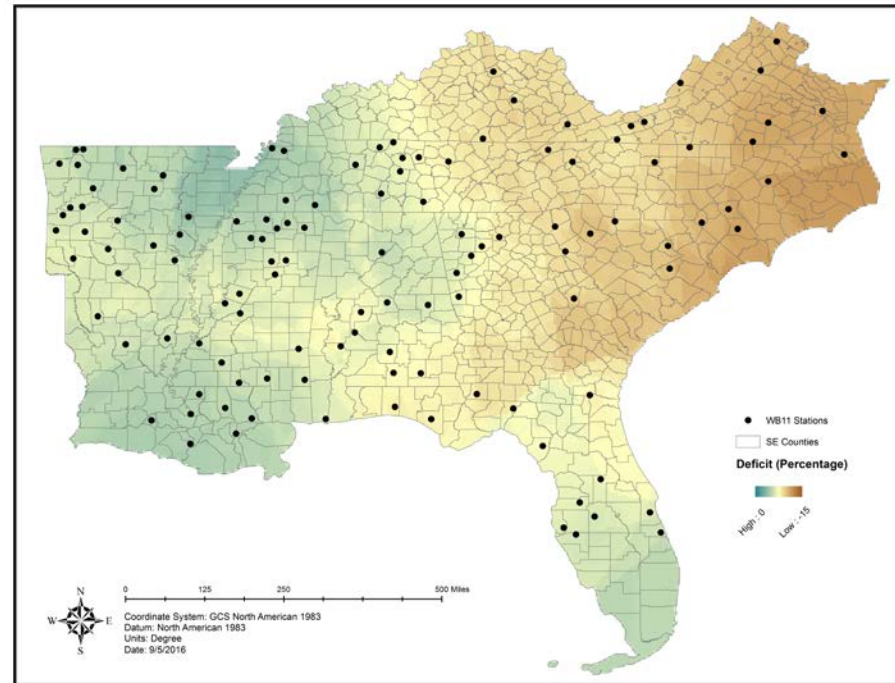 WB11 Stations
SE Counties
Deficit (Percentage)
High : 0
Low : -15
N
W
E
S
0
125
250
500 Miles
Coordinate System: GCS North American 1983
Datum: North American 1983
Units: Degree
Date: 9/5/2016